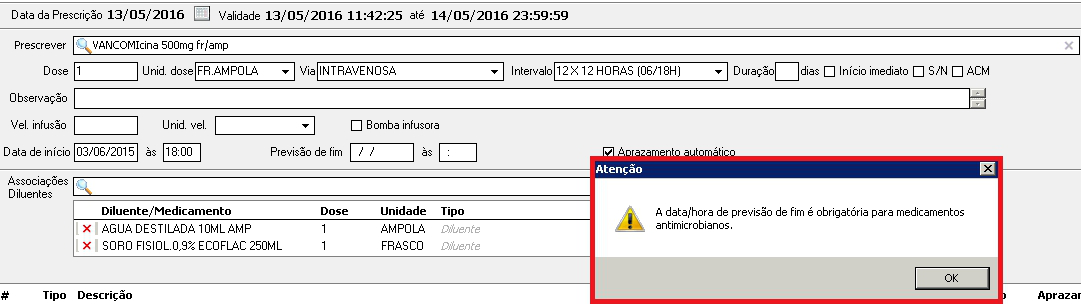 Data da Prescrição 13/05/2016 Validade 13/05/2016 11:42:25 até 14/05/2016 23:59:59
Prescrever VANCOMIcina 500mg fr/amp
Dose 1 Unid. dose FR.AMPOLA Via INTRAVENOSA Intervalo 12 X 12 HORAS (06/18H) Duração dias Início imediato S/N ACM
Observação
Vel. infusão Unid. vel. Bomba infusora
Data de início 03/06/2015 às 18:00 Previsão de fim / / às : Aprazamento automático
Associações
Diluentes
Diluente/Medicamento Dose Unidade Tipo
AGUA DESTILADA 10ML AMP 1 AMPOLA Diluente
SORO FISIOL.0,9% ECOFLAC 250ML 1 FRASCO Diluente
Atenção
A data/hora de previsão de fim é obrigatória para medicamentos
antimicrobianos.
OK
# Tipo Descrição o Apraza